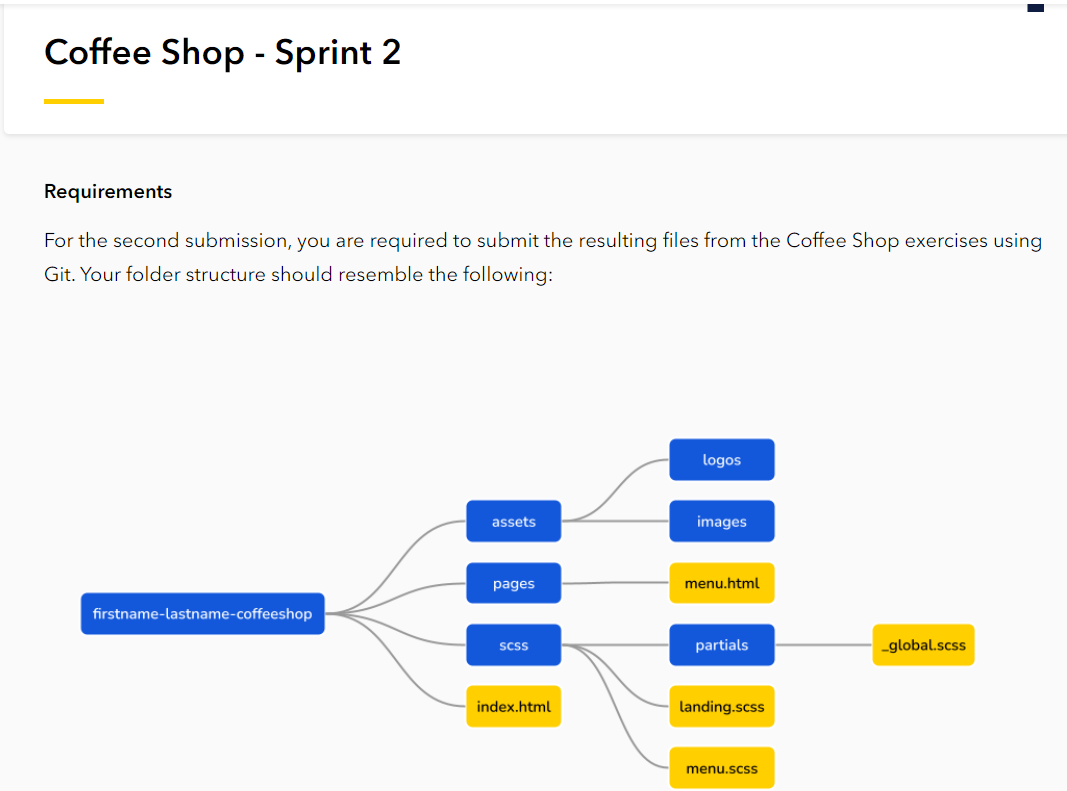 Coffee Shop - Sprint 2
Requirements
For the second submission, you are required to submit the resulting files from the Coffee Shop exercises using
Git. Your folder structure should resemble the following:
logos
assets
images
pages
menu.html
firstname-lastname-coffeeshop
scss
partials
_global.scss
index.html
landing.scss
menu.scss